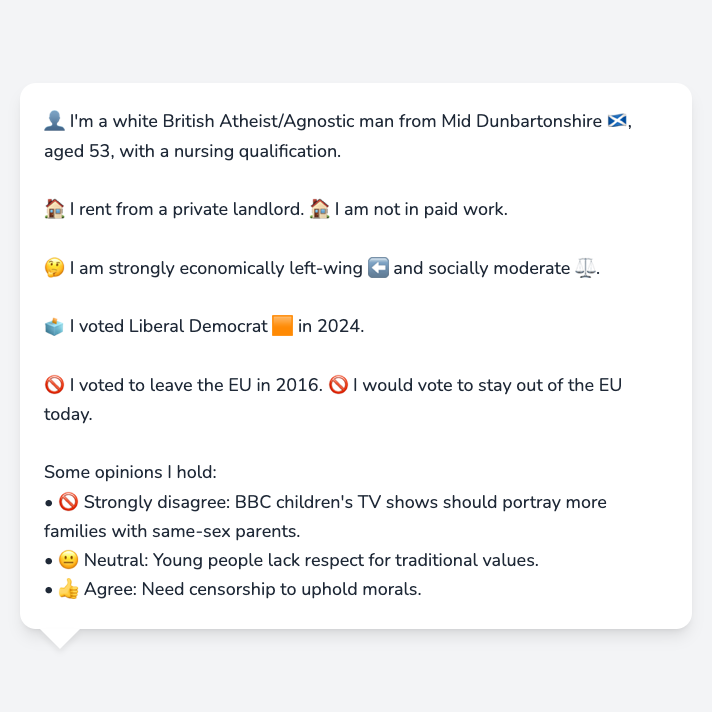 👤 I'm a white British Atheist/Agnostic man from Mid Dunbartonshire 🏴󠁧󠁢󠁳󠁣󠁴󠁿,
aged 53, with a nursing qualification.
🏠 I rent from a private landlord. 🏠 I am not in paid work.
🤔 I am strongly economically left-wing ⬅️ and socially moderate ⚖️.
🗳️ I voted Liberal Democrat 🟧 in 2024.
🚫 I voted to leave the EU in 2016. 🚫 I would vote to stay out of the EU
today.
Some opinions I hold:
• 🚫 Strongly disagree: BBC children's TV shows should portray more
families with same-sex parents.
• 😐 Neutral: Young people lack respect for traditional values.
• 👍 Agree: Need censorship to uphold morals.